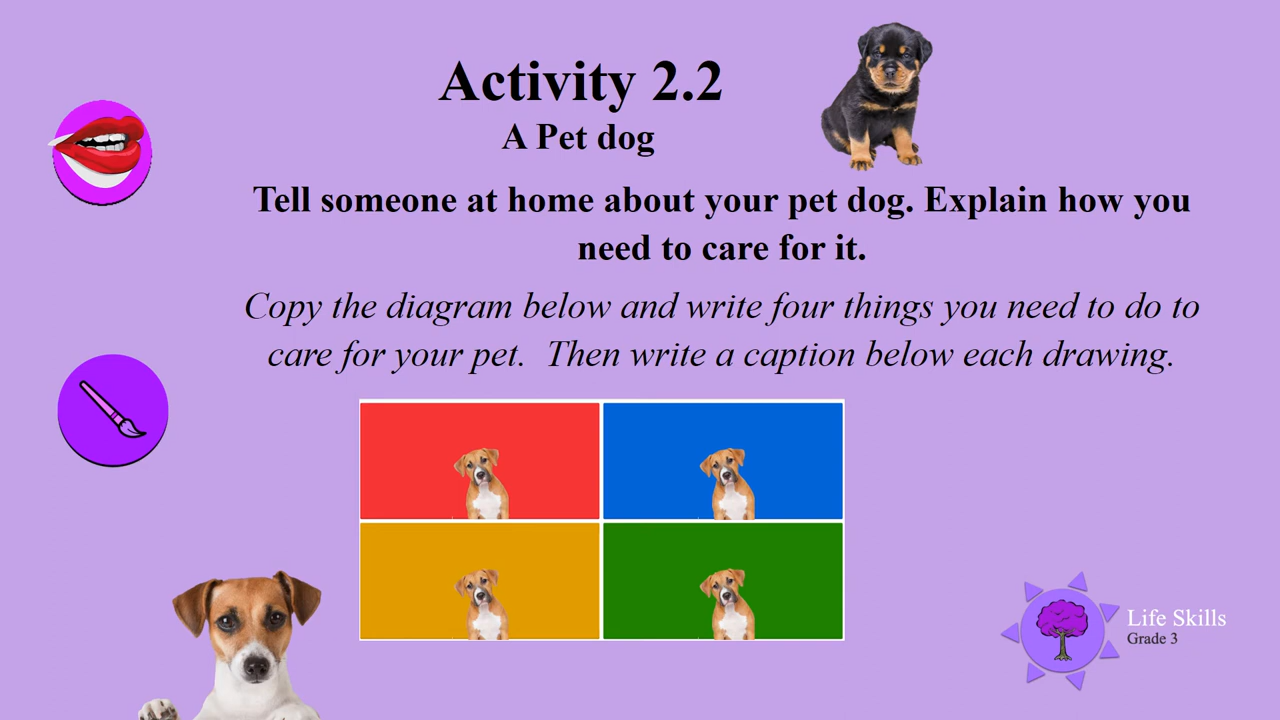 Activity 2.2
A Pet dog
Tell someone at home about your pet dog. Explain how you
need to care for it.
Copy the diagram below and write four things you need to do to
care for your pet.  Then write a caption below each drawing.
Life Skills
Grade 3